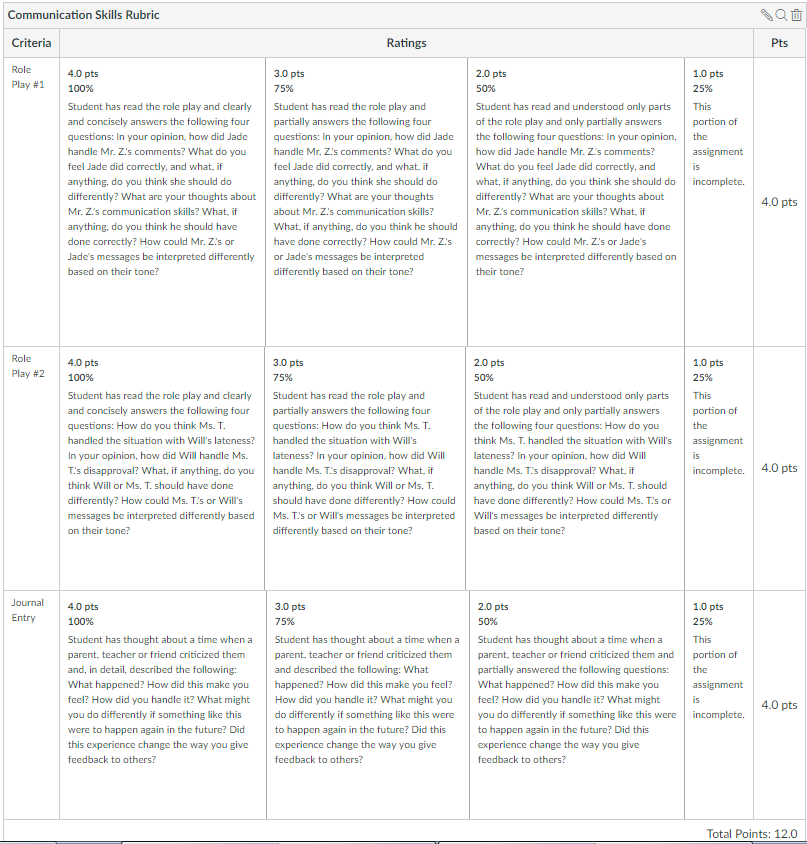 Communication Skills Rubric
Criteria
Ratings
Pts
Role
Play #1
4.0 pts
100%
Student has read the role play and clearly
and concisely answers the following four
questions: In your opinion, how did Jade
handle Mr. Z.'s comments? What do you
feel Jade did correctly, and what, if
anything, do you think she should do
differently? What are your thoughts about
Mr. Z.'s communication skills? What, if
anything, do you think he should have
done correctly? How could Mr. Z.'s or
Jade's messages be interpreted differently
based on their tone?
3.0 pts
75%
Student has read the role play and
partially answers the following four
questions: In your opinion, how did Jade
handle Mr. Z.'s comments? What do you
feel Jade did correctly, and what, if
anything, do you think she should do
differently? What are your thoughts
about Mr. Z.'s communication skills?
What, if anything, do you think he should
have done correctly? How could Mr. Z.'s
or Jade's messages be interpreted
differently based on their tone?
2.0 pts
50%
Student has read and understood only parts
of the role play and only partially answers
the following four questions: In your opinion,
how did Jade handle Mr. Z.'s comments?
What do you feel Jade did correctly, and
what, if anything, do you think she should do
differently? What are your thoughts about
Mr. Z.'s communication skills? What, if
anything, do you think he should have done
correctly? How could Mr. Z.'s or Jade's
messages be interpreted differently based on
their tone?
1.0 pts
25%
This
portion of
the
assignment
is
incomplete.
4.0 pts
Role
Play #2
4.0 pts
100%
Student has read the role play and clearly
and concisely answers the following four
questions: How do you think Ms. T.
handled the situation with Will's lateness?
In your opinion, how did Will handle Ms.
T.'s disapproval? What, if anything, do you
think Will or Ms. T. should have done
differently? How could Ms. T.'s or Will's
messages be interpreted differently based
on their tone?
3.0 pts
75%
Student has read the role play and
partially answers the following four
questions: How do you think Ms. T.
handled the situation with Will's
lateness? In your opinion, how did Will
handle Ms. T.'s disapproval? What, if
anything, do you think Will or Ms. T.
should have done differently? How could
Ms. T.'s or Will's messages be interpreted
differently based on their tone?
2.0 pts
50%
Student has read and understood only parts
of the role play and only partially answers
the following four questions: How do you
think Ms. T. handled the situation with Will's
lateness? In your opinion, how did Will
handle Ms. T.'s disapproval? What, if
anything, do you think Will or Ms. T. should
have done differently? How could Ms. T.'s or
Will's messages be interpreted differently
based on their tone?
1.0 pts
25%
This
portion of
the
assignment
is
incomplete.
4.0 pts
Journal
Entry
4.0 pts
100%
Student has thought about a time when a
parent, teacher or friend criticized them
and, in detail, described the following:
What happened? How did this make you
feel? How did you handle it? What might
you do differently if something like this
were to happen again in the future? Did
this experience change the way you give
feedback to others?
3.0 pts
75%
Student has thought about a time when a
parent, teacher or friend criticized them
and described the following: What
happened? How did this make you feel?
How did you handle it? What might you
do differently if something like this were
to happen again in the future? Did this
experience change the way you give
feedback to others?
2.0 pts
50%
Student has thought about a time when a
parent, teacher or friend criticized them and
partially answered the following questions:
What happened? How did this make you
feel? How did you handle it? What might
you do differently if something like this were
to happen again in the future? Did this
experience change the way you give
feedback to others?
1.0 pts
25%
This
portion of
the
assignment
is
incomplete.
4.0 pts
Total Points: 12.0